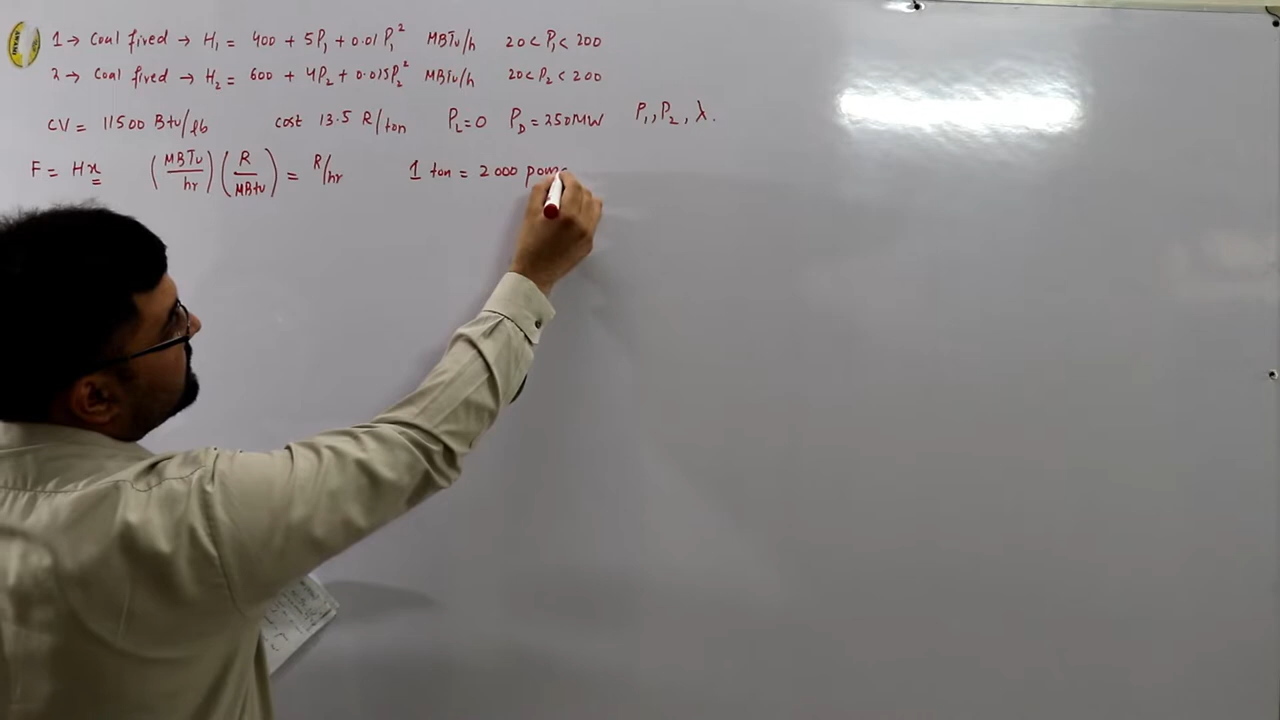 1 → Coal fired → H₁ = 400 + 5P₁ + 0.01 P₁² MBTu/h 20 < P₁ < 200
2 → Coal fired → H₂ = 600 + 4P₂ + 0.015P₂² MBTu/h 20 < P₂ < 200
CV = 11500 Btu/lb cost 13.5 R/ton P_L = 0 P_D = 250MW P₁, P₂, λ.
F = Hx (MBTu/hr) (R/MBtu) = R/hr 1 ton = 2000 poun